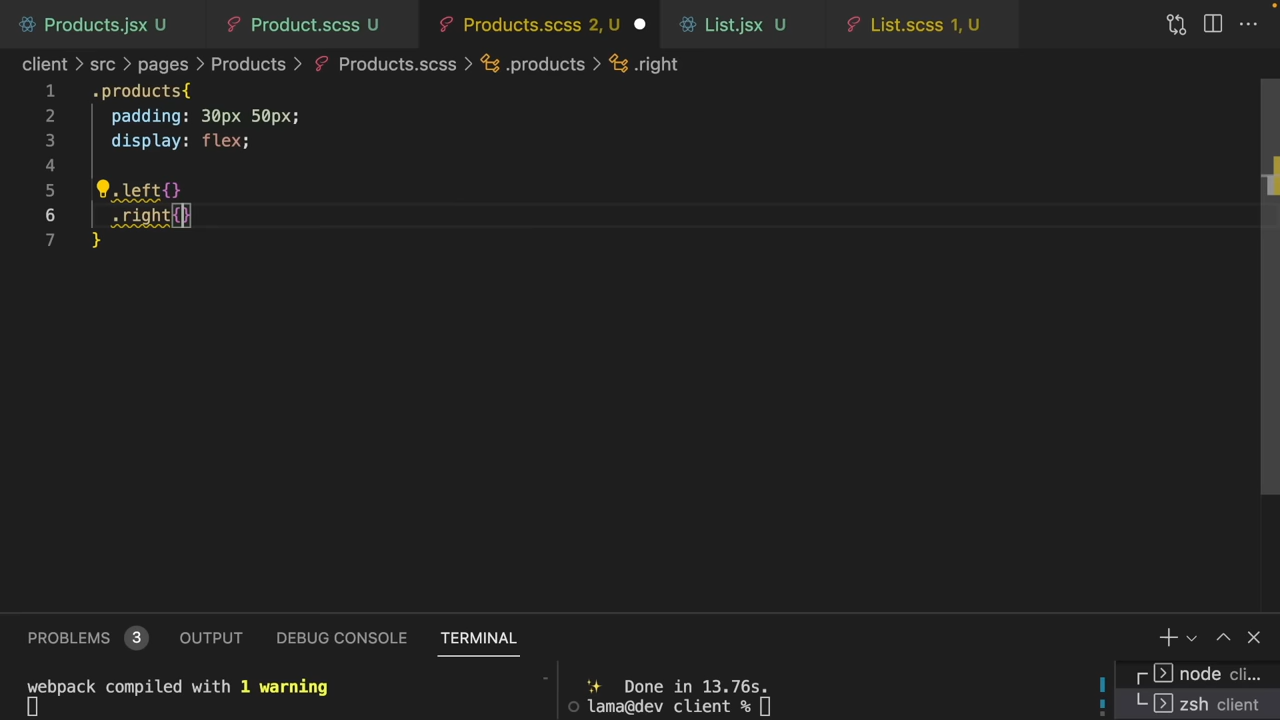 Products.jsx U Product.scss U Products.scss 2, U List.jsx U List.scss 1, U
client > src > pages > Products > Products.scss > .products > .right
1 .products{
2 padding: 30px 50px;
3 display: flex;
4
5 .left{}
6 .right{}
7 }
PROBLEMS 3 OUTPUT DEBUG CONSOLE TERMINAL
webpack compiled with 1 warning
✨ Done in 13.76s.
lama@dev client %
node cli...
zsh client